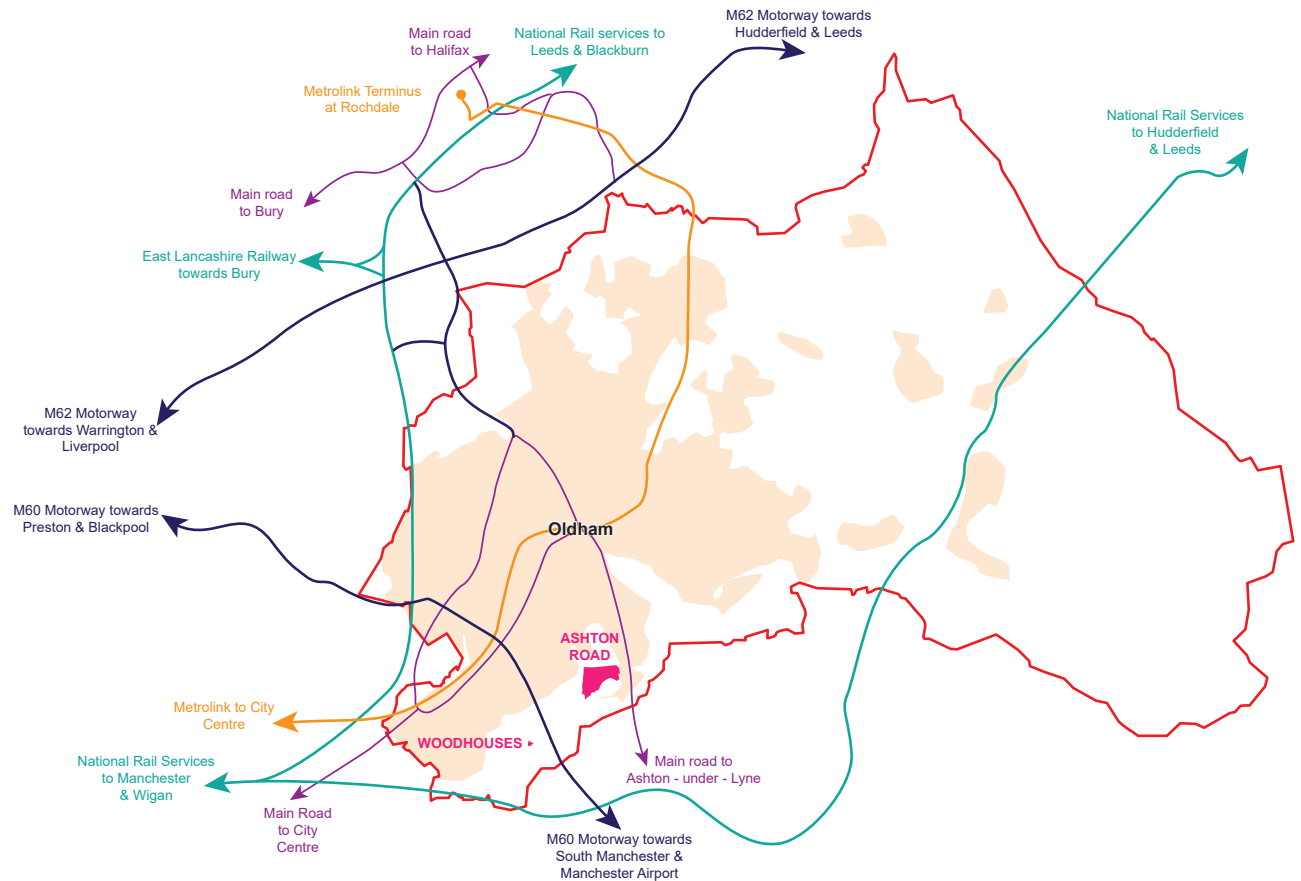 M62 Motorway towards
Hudderfield & Leeds
Main road
to Halifax
National Rail services to
Leeds & Blackburn
Metrolink Terminus
at Rochdale
National Rail Services
to Hudderfield
& Leeds
Main road
to Bury
East Lancashire Railway
towards Bury
M62 Motorway
towards Warrington &
Liverpool
M60 Motorway towards
Preston & Blackpool
Oldham
ASHTON
ROAD
Metrolink to City
Centre
WOODHOUSES
National Rail Services
to Manchester
& Wigan
Main road to
Ashton - under - Lyne
Main Road
to City
Centre
M60 Motorway towards
South Manchester &
Manchester Airport